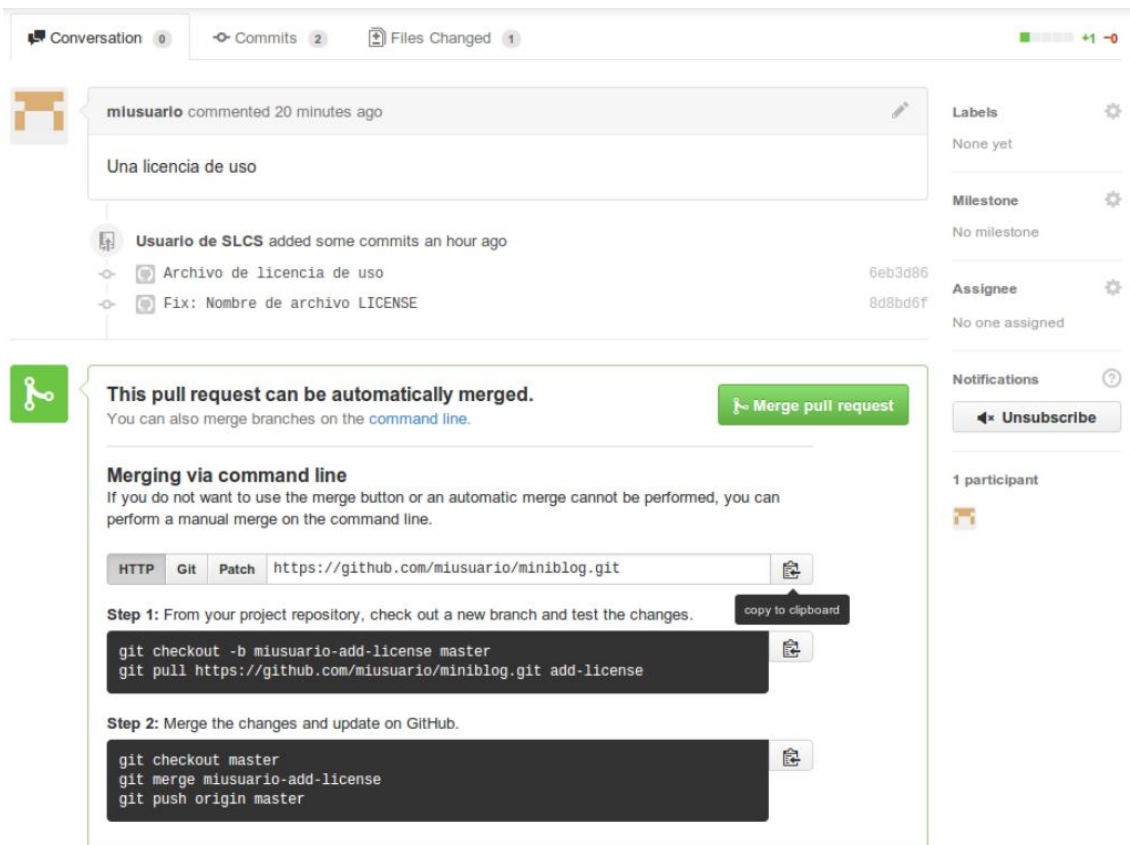 Conversation 0 Commits 2 Files Changed 1 +1 −0
miusuario commented 20 minutes ago
Una licencia de uso
Usuario de SLCS added some commits an hour ago
Archivo de licencia de uso 6eb3d86
Fix: Nombre de archivo LICENSE 8d8bd6f
This pull request can be automatically merged.
You can also merge branches on the command line.
Merge pull request
Merging via command line
If you do not want to use the merge button or an automatic merge cannot be performed, you can
perform a manual merge on the command line.
HTTP Git Patch https://github.com/miusuario/miniblog.git
copy to clipboard
Step 1: From your project repository, check out a new branch and test the changes.
git checkout -b miusuario-add-license master
git pull https://github.com/miusuario/miniblog.git add-license
Step 2: Merge the changes and update on GitHub.
git checkout master
git merge miusuario-add-license
git push origin master
Labels
None yet
Milestone
No milestone
Assignee
No one assigned
Notifications
Unsubscribe
1 participant